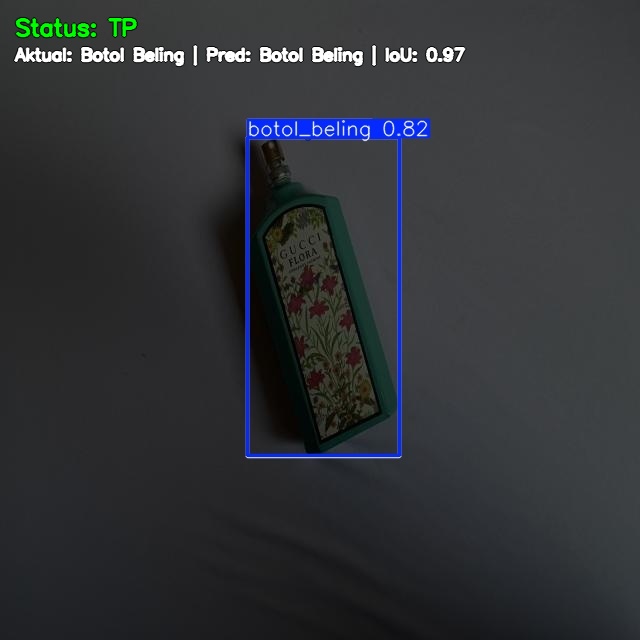 Status: TP
Aktual: Botol Beling | Pred: Botol Beling | IoU: 0.97
botol_beling 0.82
GUCCI
FLORA